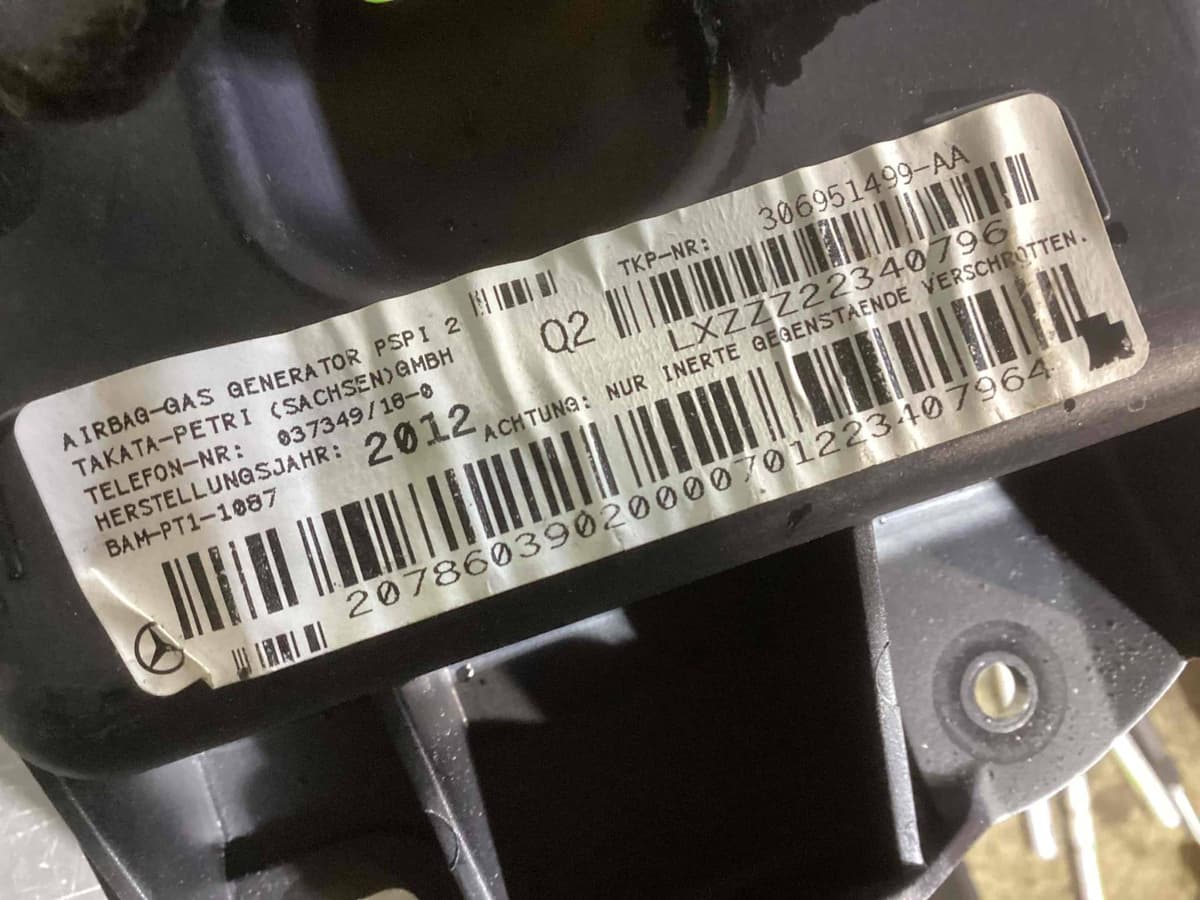 AIRBAG-GAS GENERATOR PSPI 2
TAKATA-PETRI (SACHSEN)GMBH
TELEFON-NR: 037349/18-0
HERSTELLUNGSJAHR: 2012
BAM-PT1-1087
Q2
TKP-NR: 306951499-AA
LXZZZ22340796
ACHTUNG: NUR INERTE GEGENSTAENDE VERSCHROTTEN.
20786039020000701223407964